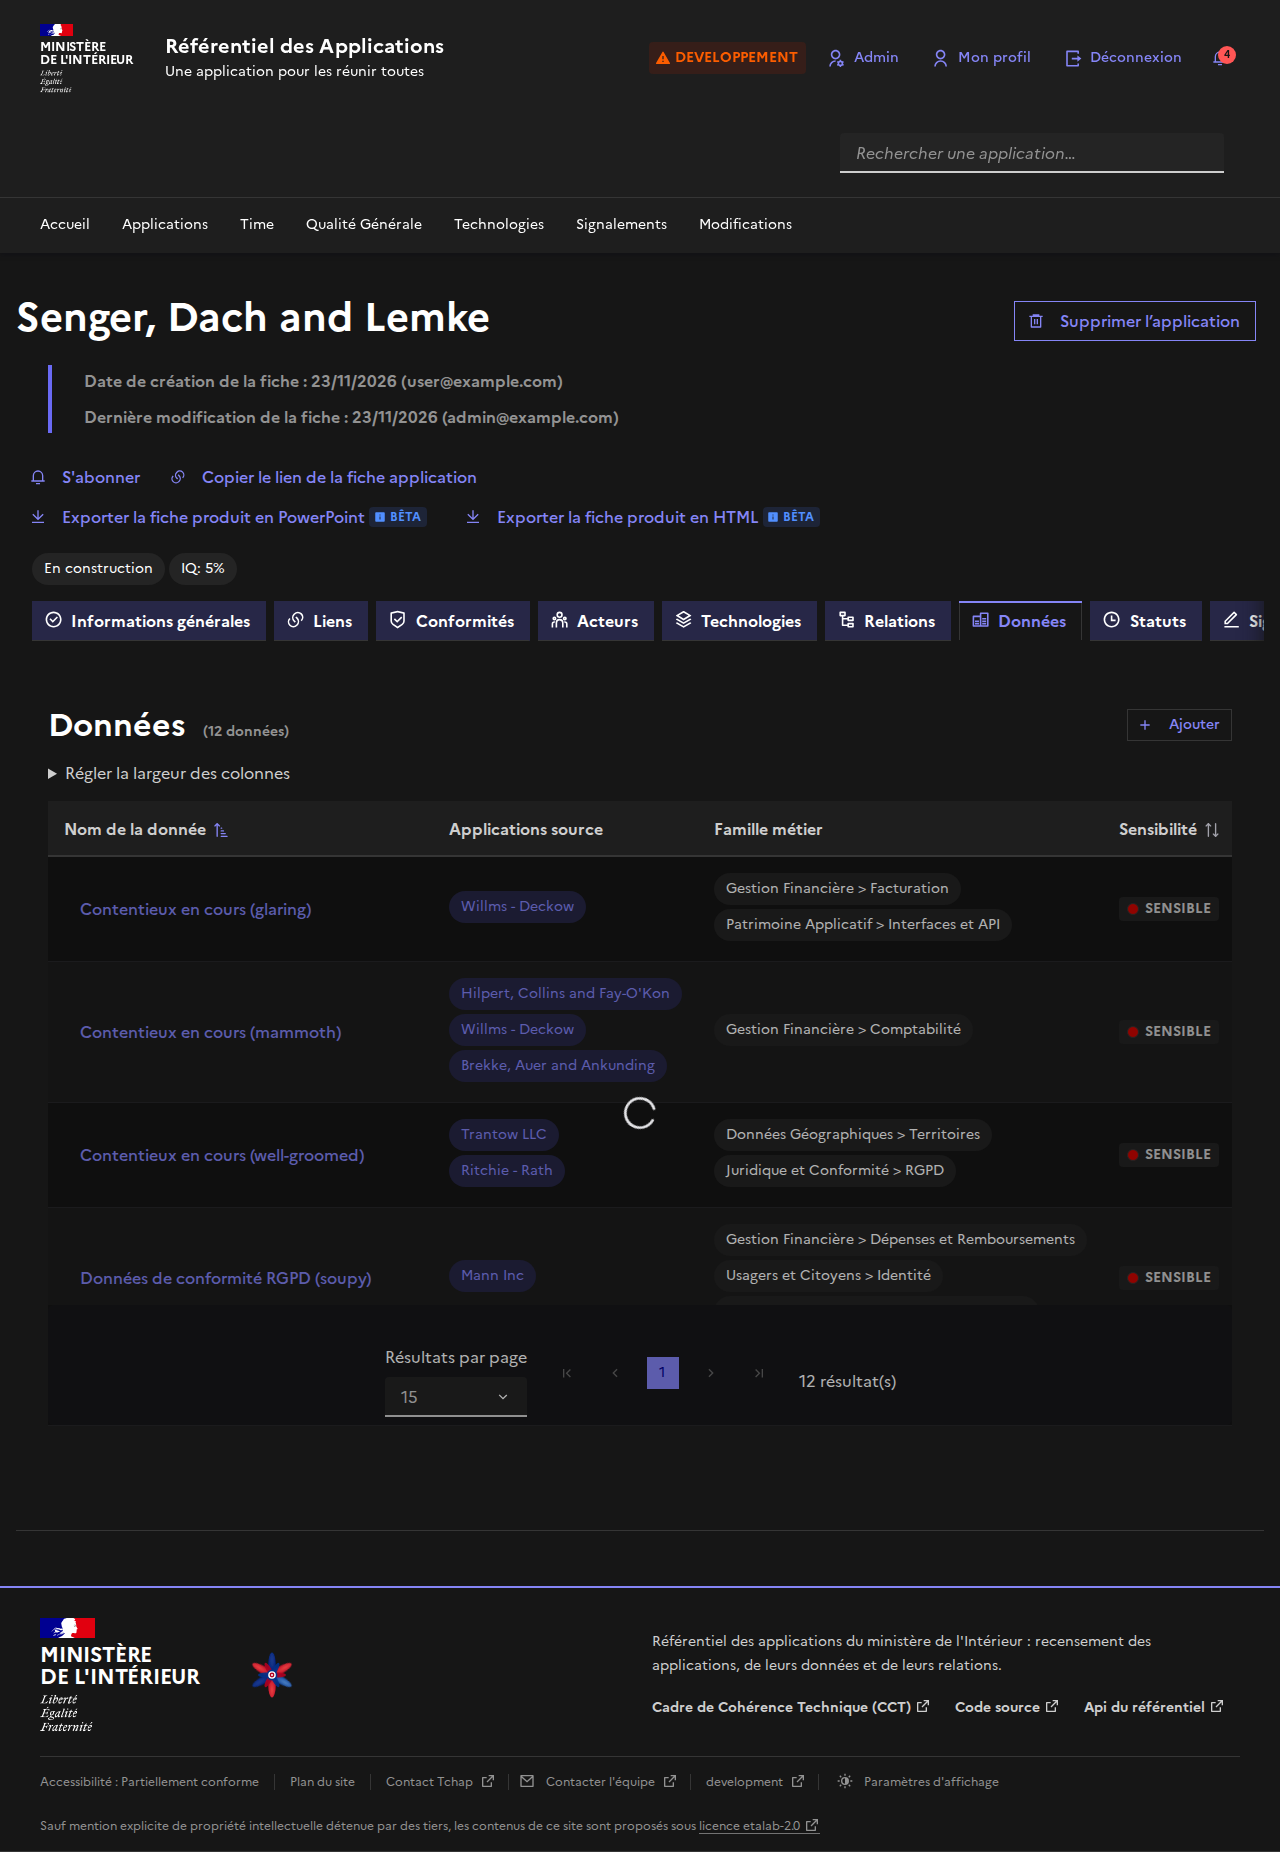 MINISTÈRE
DE L'INTÉRIEUR
Liberté
Égalité
Fraternité
Référentiel des Applications
Une application pour les réunir toutes
DEVELOPPEMENT
Admin
Mon profil
Déconnexion
4
Rechercher une application…
Accueil
Applications
Time
Qualité Générale
Technologies
Signalements
Modifications
Senger, Dach and Lemke
Supprimer l’application
Date de création de la fiche : 23/11/2026 (user@example.com)
Dernière modification de la fiche : 23/11/2026 (admin@example.com)
S'abonner
Copier le lien de la fiche application
Exporter la fiche produit en PowerPoint BÊTA
Exporter la fiche produit en HTML BÊTA
En construction
IQ: 5%
Informations générales
Liens
Conformités
Acteurs
Technologies
Relations
Données
Statuts
Données (12 données)
Ajouter
Régler la largeur des colonnes
Nom de la donnée
Applications source
Famille métier
Sensibilité
Contentieux en cours (glaring)
Willms - Deckow
Gestion Financière > Facturation
Patrimoine Applicatif > Interfaces et API
SENSIBLE
Contentieux en cours (mammoth)
Hilpert, Collins and Fay-O'Kon
Willms - Deckow
Brekke, Auer and Ankunding
Gestion Financière > Comptabilité
SENSIBLE
Contentieux en cours (well-groomed)
Trantow LLC
Ritchie - Rath
Données Géographiques > Territoires
Juridique et Conformité > RGPD
SENSIBLE
Données de conformité RGPD (soupy)
Mann Inc
Gestion Financière > Dépenses et Remboursements
Usagers et Citoyens > Identité
SENSIBLE
Résultats par page
15
1
12 résultat(s)
MINISTÈRE
DE L'INTÉRIEUR
Liberté
Égalité
Fraternité
Référentiel des applications du ministère de l'Intérieur : recensement des
applications, de leurs données et de leurs relations.
Cadre de Cohérence Technique (CCT)
Code source
Api du référentiel
Accessibilité : Partiellement conforme
Plan du site
Contact Tchap
Contacter l'équipe
development
Paramètres d'affichage
Sauf mention explicite de propriété intellectuelle détenue par des tiers, les contenus de ce site sont proposés sous licence etalab-2.0